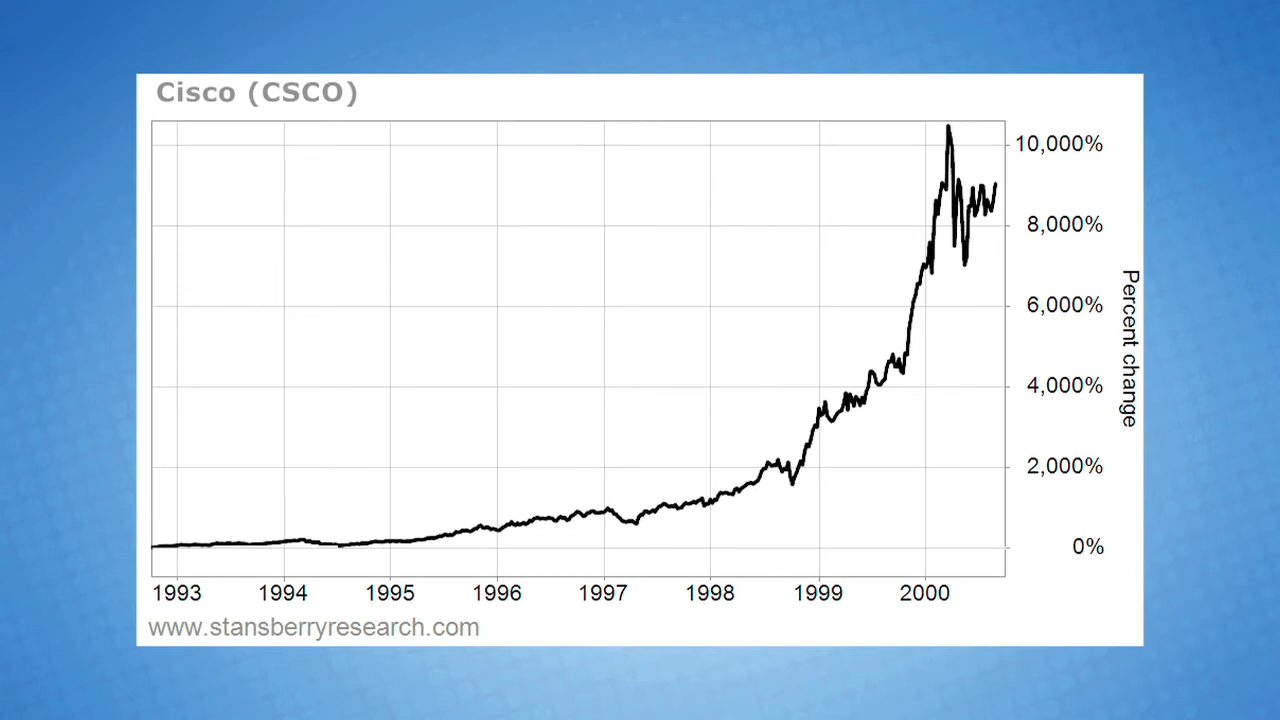 Cisco (CSCO)
10,000%
8,000%
6,000%
4,000%
2,000%
0%
Percent change
1993 1994 1995 1996 1997 1998 1999 2000
www.stansberryresearch.com